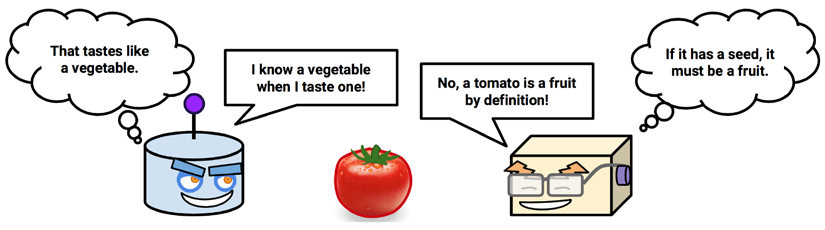 That tastes like
a vegetable.
I know a vegetable
when I taste one!
No, a tomato is a fruit
by definition!
If it has a seed, it
must be a fruit.